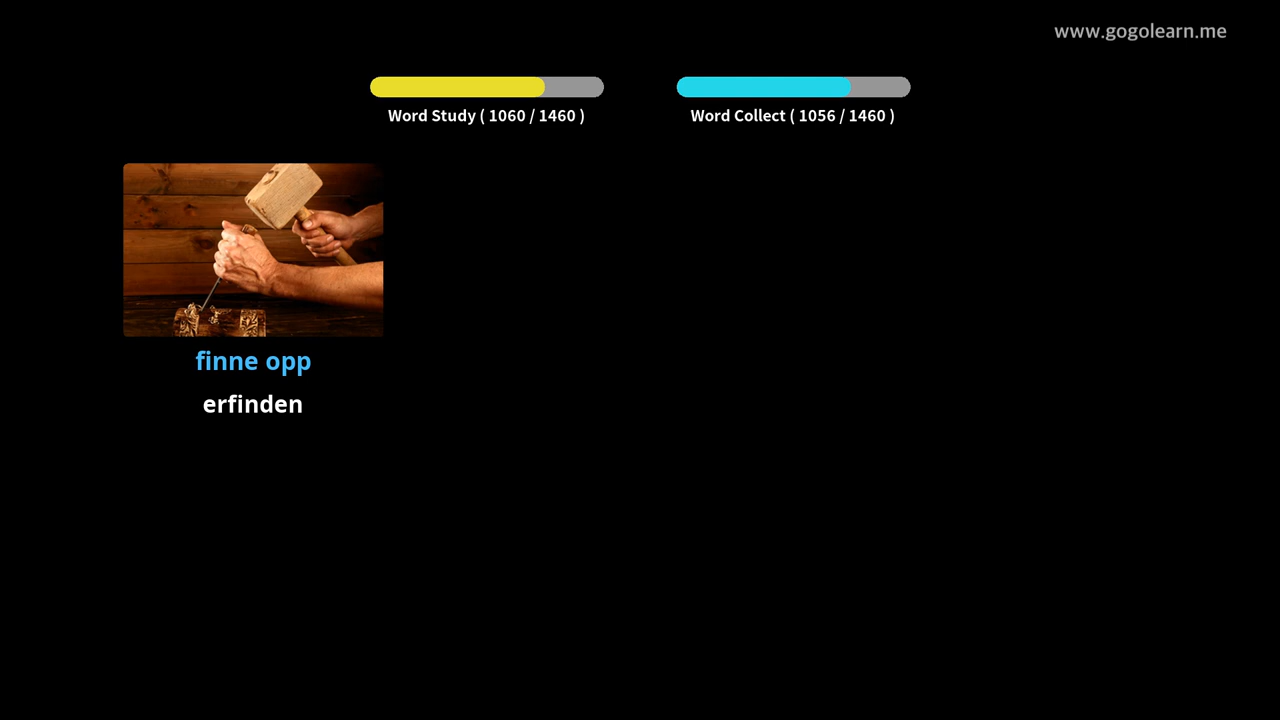 www.gogolearn.me
Word Study ( 1060 / 1460 )
Word Collect ( 1056 / 1460 )
finne opp
erfinden